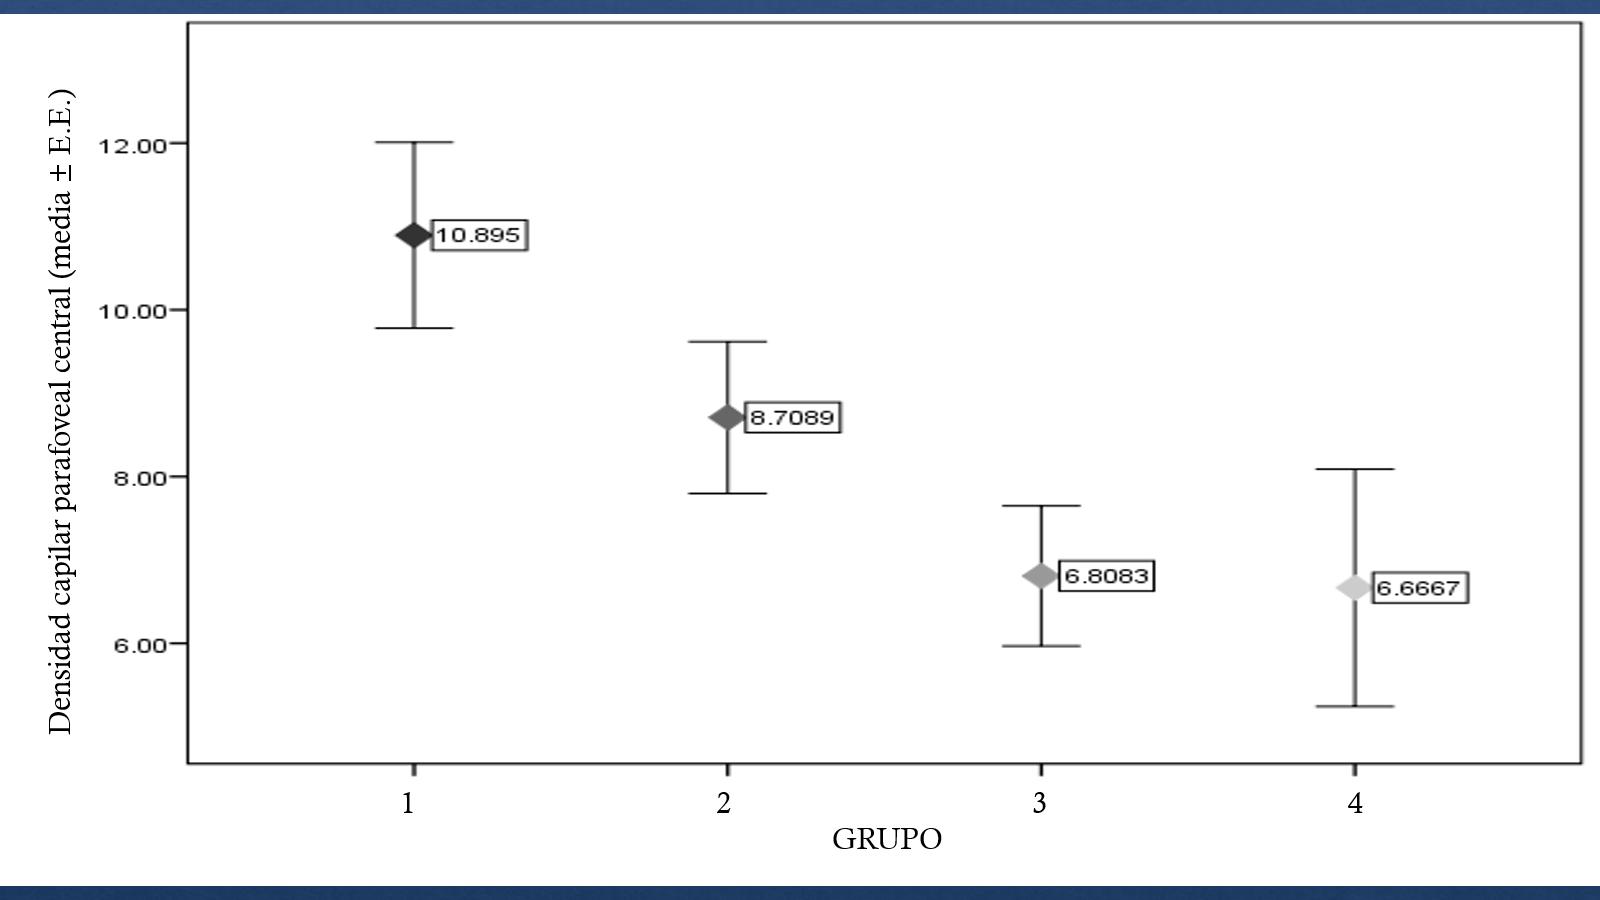 Densidad capilar parafoveal central (media ± E.E.)
12.00
10.00
8.00
6.00
10.895
8.7089
6.8083
6.6667
1 2 3 4
GRUPO